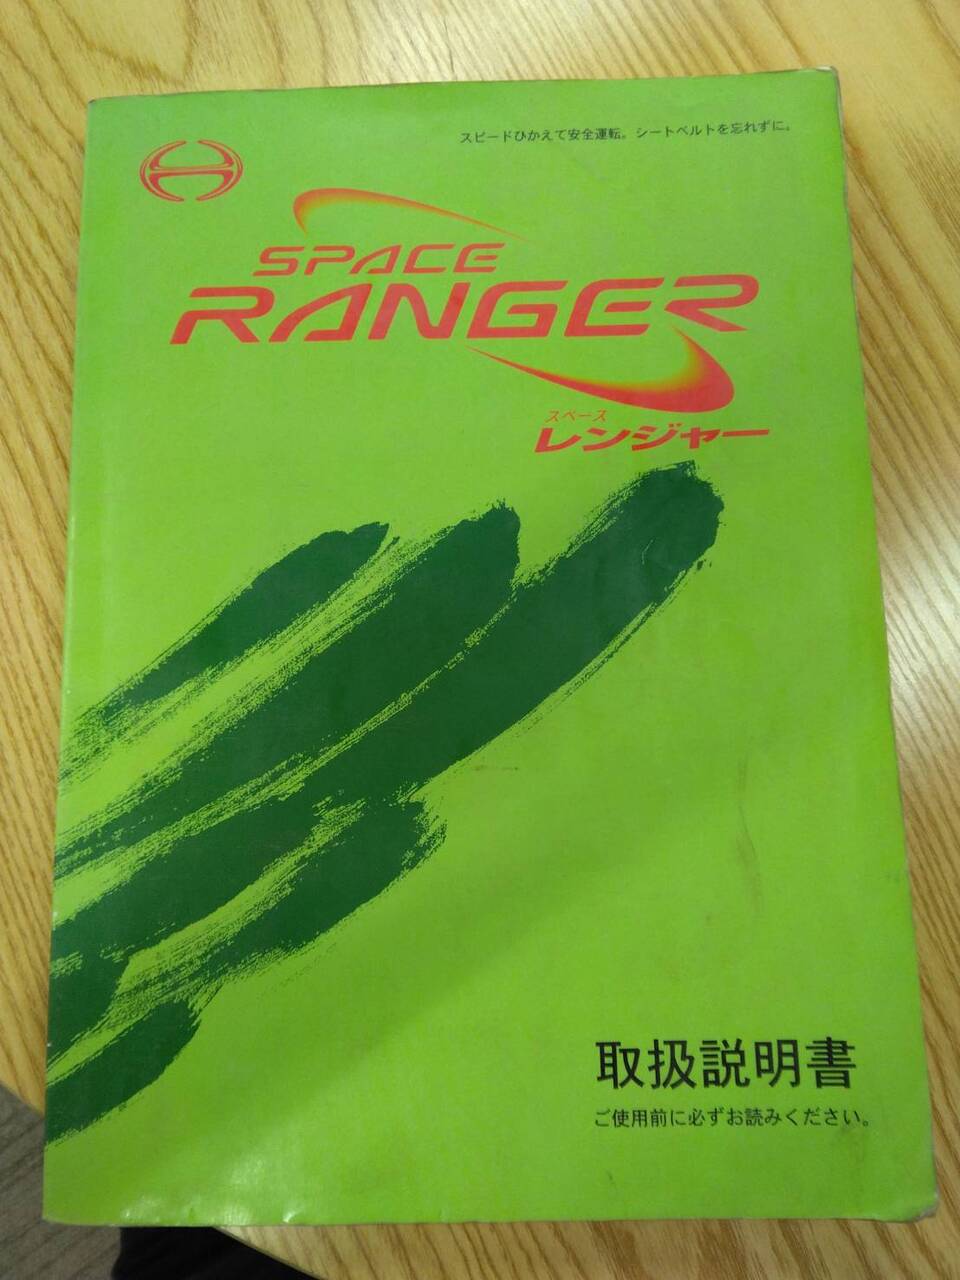 スピードひかえて安全運転。シートベルトを忘れずに。
SPACE
RANGER
スペース
レンジャー
取扱説明書
ご使用前に必ずお読みください。